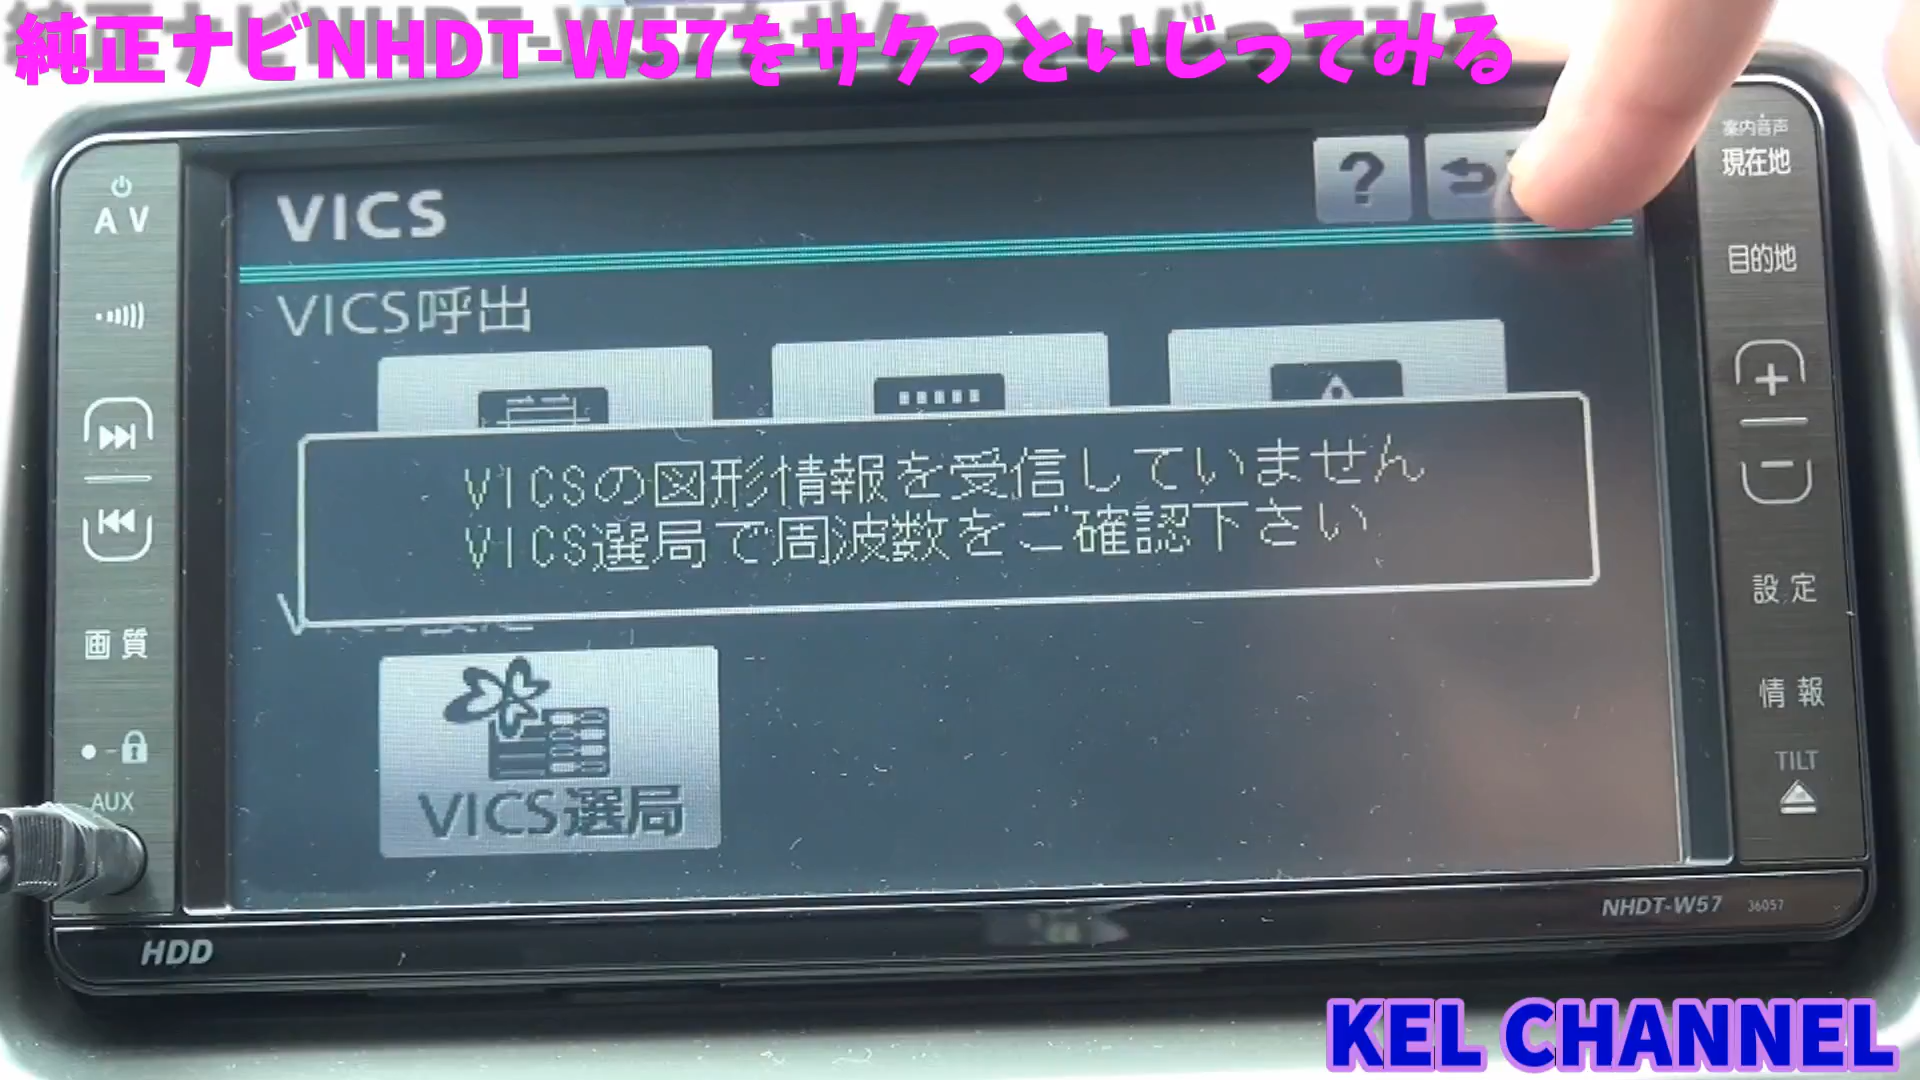 純正ナビNHDT-W57をサクっといじってみる
案内音声
現在地
AV
VICS
?
目的地
VICS呼出
VICSの図形情報を受信していません
VICS選局で周波数をご確認下さい
設定
画質
情報
TILT
AUX
VICS選局
NHDT-W57 36057
HDD
KEL CHANNEL